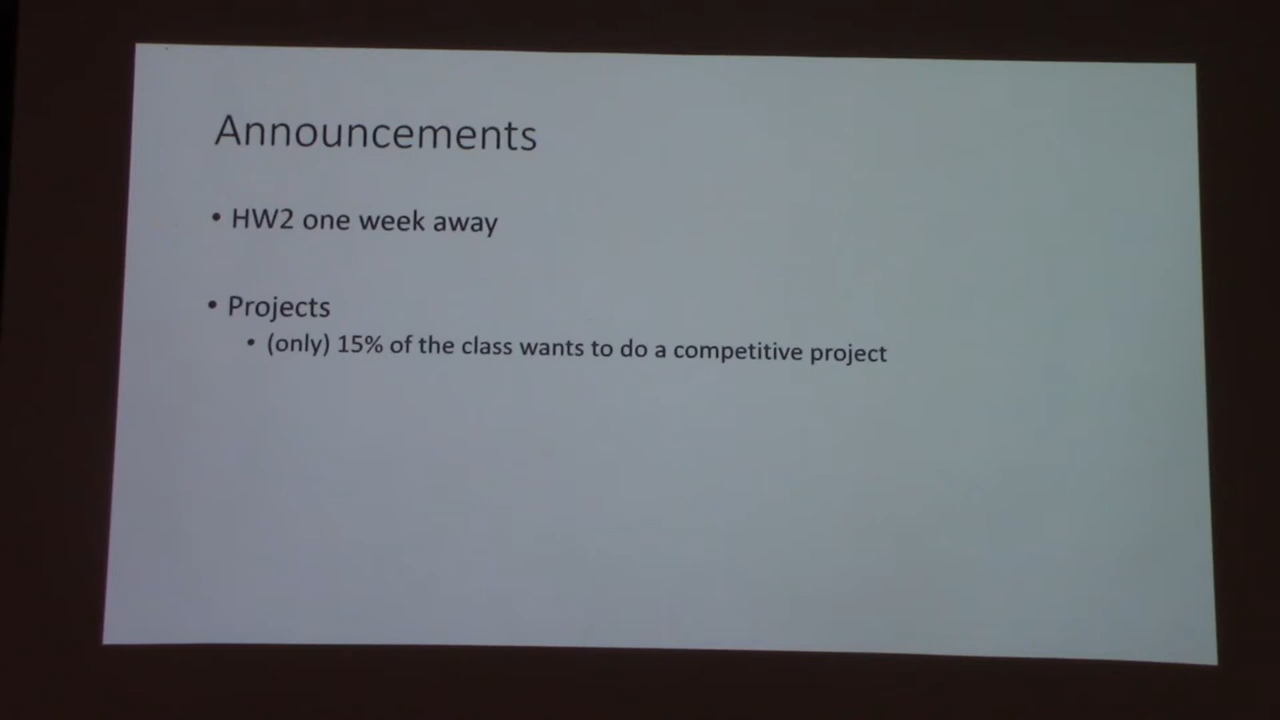 Announcements
• HW2 one week away
• Projects
• (only) 15% of the class wants to do a competitive project